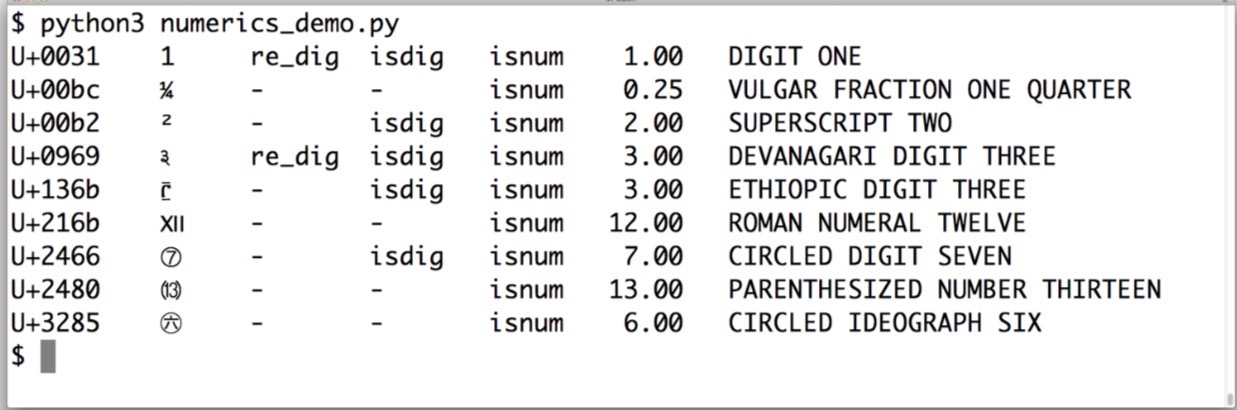 $ python3 numerics_demo.py
U+0031 1 re_dig isdig isnum 1.00 DIGIT ONE
U+00bc ¼ - - isnum 0.25 VULGAR FRACTION ONE QUARTER
U+00b2 ² - isdig isnum 2.00 SUPERSCRIPT TWO
U+0969 ३ re_dig isdig isnum 3.00 DEVANAGARI DIGIT THREE
U+136b ፫ - isdig isnum 3.00 ETHIOPIC DIGIT THREE
U+216b Ⅻ - - isnum 12.00 ROMAN NUMERAL TWELVE
U+2466 ⑦ - isdig isnum 7.00 CIRCLED DIGIT SEVEN
U+2480 ⒀ - - isnum 13.00 PARENTHESIZED NUMBER THIRTEEN
U+3285 ㊅ - - isnum 6.00 CIRCLED IDEOGRAPH SIX
$